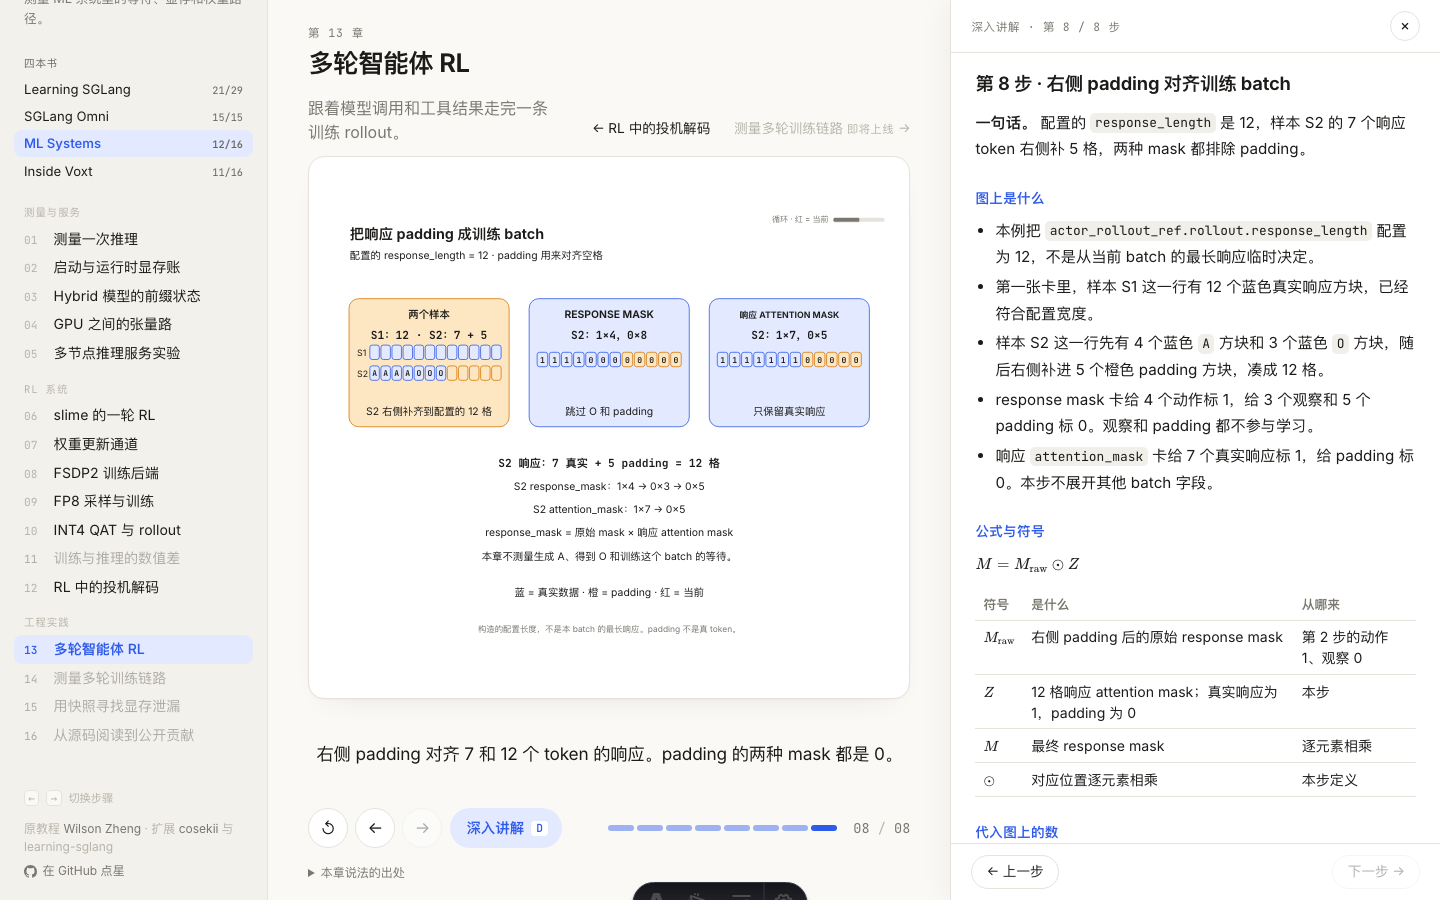 径。
四本书
Learning SGLang 21/29
SGLang Omni 15/15
ML Systems 12/16
Inside Voxt 11/16
测量与服务
01 测量一次推理
02 启动与运行时显存账
03 Hybrid 模型的前缀状态
04 GPU 之间的张量路
05 多节点推理服务实验
RL 系统
06 slime 的一轮 RL
07 权重更新通道
08 FSDP2 训练后端
09 FP8 采样与训练
10 INT4 QAT 与 rollout
11 训练与推理的数值差
12 RL 中的投机解码
工程实践
13 多轮智能体 RL
14 测量多轮训练链路
15 用快照寻找显存泄漏
16 从源码阅读到公开贡献
← → 切换步骤
原教程 Wilson Zheng · 扩展 cosekii 与
learning-sglang
在 GitHub 点星
第 13 章
多轮智能体 RL
跟着模型调用和工具结果走完一条
训练 rollout。
← RL 中的投机解码 测量多轮训练链路 即将上线 →
循环 · 红 = 当前
把响应 padding 成训练 batch
配置的 response_length = 12 · padding 用来对齐空格
两个样本
S1: 12 · S2: 7 + 5
S1
S2 A A A A O O O
S2 右侧补齐到配置的 12 格
RESPONSE MASK
S2: 1×4, 0×8
1 1 1 1 0 0 0 0 0 0 0 0
跳过 O 和 padding
响应 ATTENTION MASK
S2: 1×7, 0×5
1 1 1 1 1 1 1 0 0 0 0 0
只保留真实响应
S2 响应: 7 真实 + 5 padding = 12 格
S2 response_mask: 1×4 → 0×3 → 0×5
S2 attention_mask: 1×7 → 0×5
response_mask = 原始 mask × 响应 attention mask
本章不测量生成 A、得到 O 和训练这个 batch 的等待。
蓝 = 真实数据 · 橙 = padding · 红 = 当前
构造的配置长度，不是本 batch 的最长响应。padding 不是真 token。
右侧 padding 对齐 7 和 12 个 token 的响应。padding 的两种 mask 都是 0。
← → 深入讲解 D 08 / 08
▶ 本章说法的出处
深入讲解 · 第 8 / 8 步 ×
第 8 步 · 右侧 padding 对齐训练 batch
一句话。 配置的 response_length 是 12，样本 S2 的 7 个响应
token 右侧补 5 格，两种 mask 都排除 padding。
图上是什么
• 本例把 actor_rollout_ref.rollout.response_length 配置
为 12，不是从当前 batch 的最长响应临时决定。
• 第一张卡里，样本 S1 这一行有 12 个蓝色真实响应方块，已经
符合配置宽度。
• 样本 S2 这一行先有 4 个蓝色 A 方块和 3 个蓝色 O 方块，随
后右侧补进 5 个橙色 padding 方块，凑成 12 格。
• response mask 卡给 4 个动作标 1，给 3 个观察和 5 个
padding 标 0。观察和 padding 都不参与学习。
• 响应 attention_mask 卡给 7 个真实响应标 1，给 padding 标
0。本步不展开其他 batch 字段。
公式与符号
M = M_raw ⊙ Z
符号 是什么 从哪来
M_raw 右侧 padding 后的原始 response mask 第 2 步的动作
1、观察 0
Z 12 格响应 attention mask；真实响应为 本步
1，padding 为 0
M 最终 response mask 逐元素相乘
⊙ 对应位置逐元素相乘 本步定义
代入图上的数
← 上一步 下一步 →